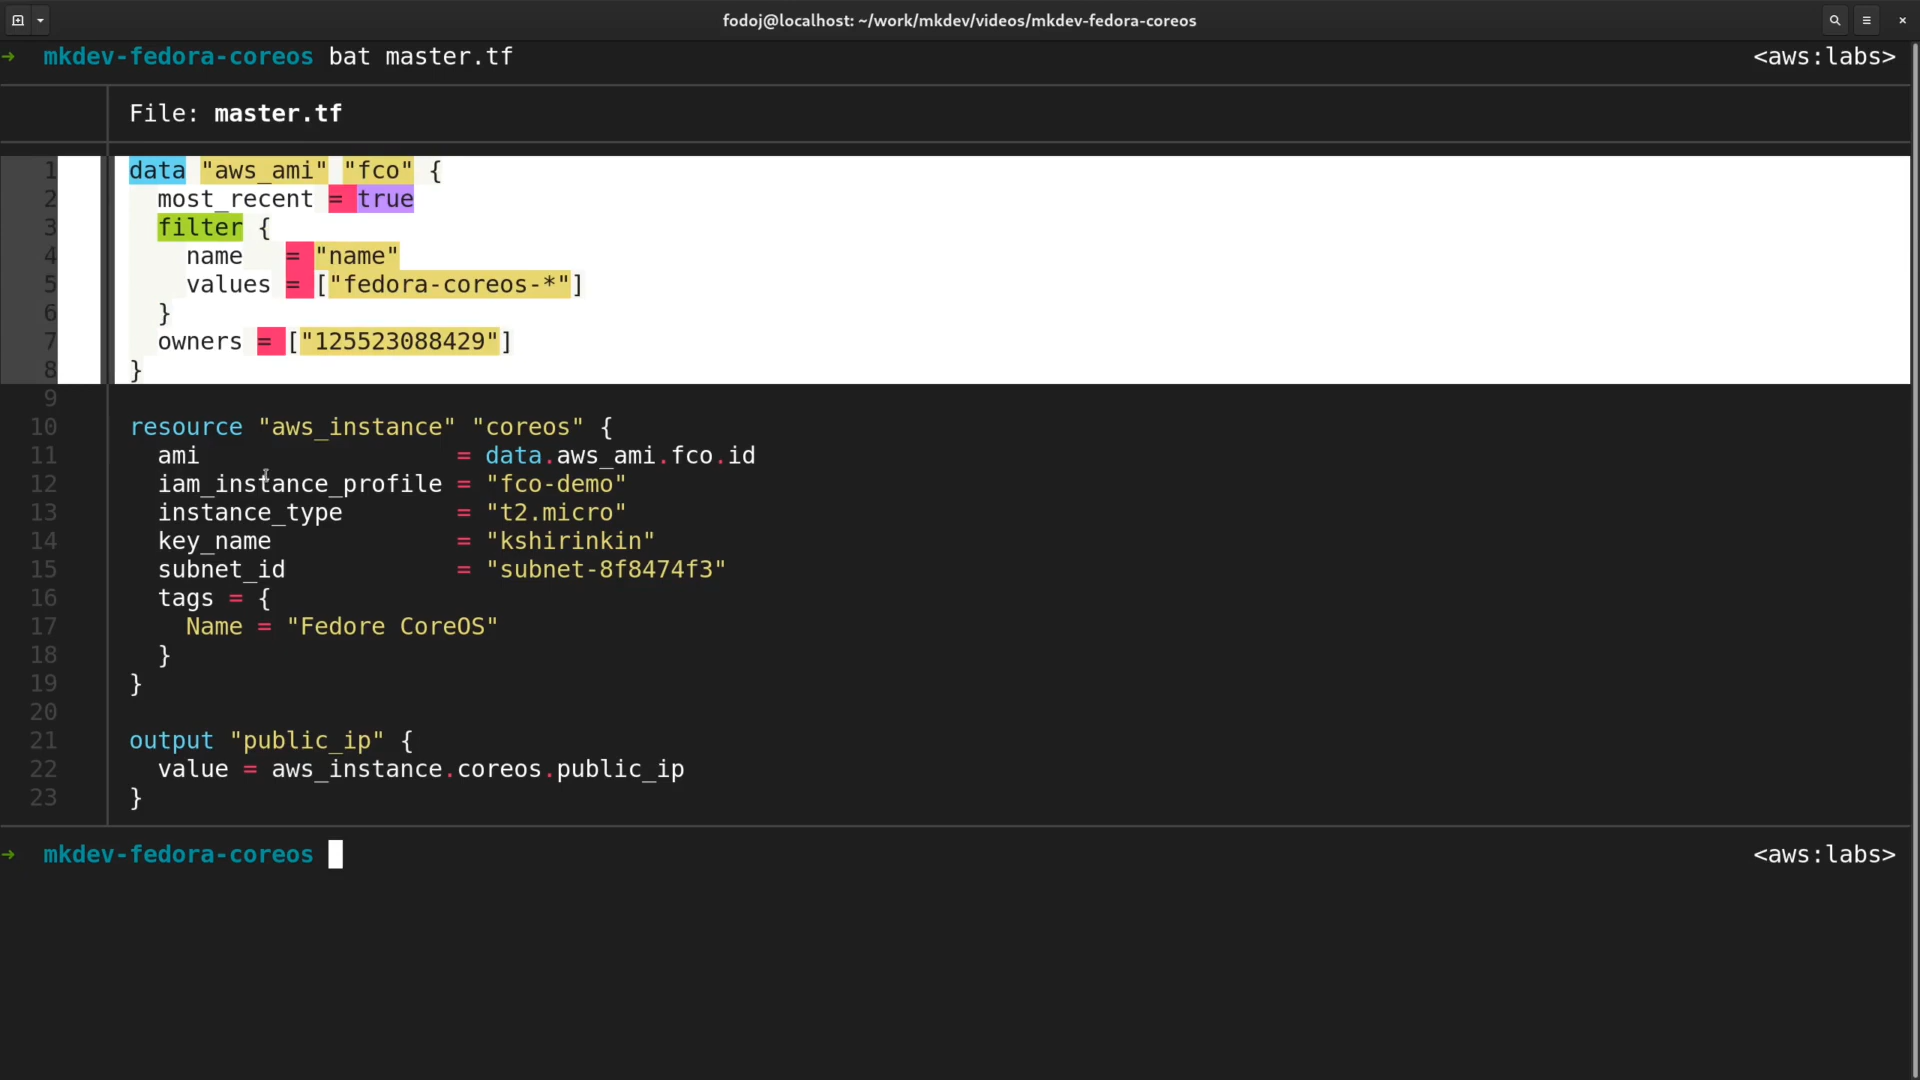 fodoj@localhost: ~/work/mkdev/videos/mkdev-fedora-coreos
→ mkdev-fedora-coreos bat master.tf <aws:labs>
File: master.tf
1 data "aws_ami" "fco" {
2   most_recent = true
3   filter {
4     name   = "name"
5     values = ["fedora-coreos-*"]
6   }
7   owners = ["125523088429"]
8 }
9
10 resource "aws_instance" "coreos" {
11   ami                  = data.aws_ami.fco.id
12   iam_instance_profile = "fco-demo"
13   instance_type        = "t2.micro"
14   key_name             = "kshirinkin"
15   subnet_id            = "subnet-8f8474f3"
16   tags = {
17     Name = "Fedore CoreOS"
18   }
19 }
20
21 output "public_ip" {
22   value = aws_instance.coreos.public_ip
23 }
→ mkdev-fedora-coreos <aws:labs>